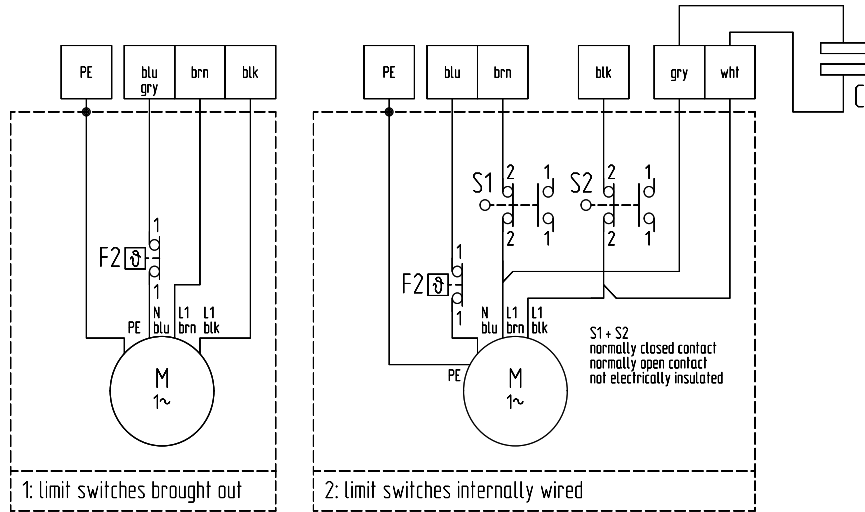 PE
blu
gry
brn
blk
PE
blu
brn
blk
gry
wht
C
S1
2
1
2
1
S2
2
1
2
1
1
F2 ϑ
1
1
F2 ϑ
1
PE
N
blu
L1
brn
L1
blk
M
1~
N
blu
L1
brn
L1
blk
PE
M
1~
S1 + S2
normally closed contact
normally open contact
not electrically insulated
1: limit switches brought out
2: limit switches internally wired